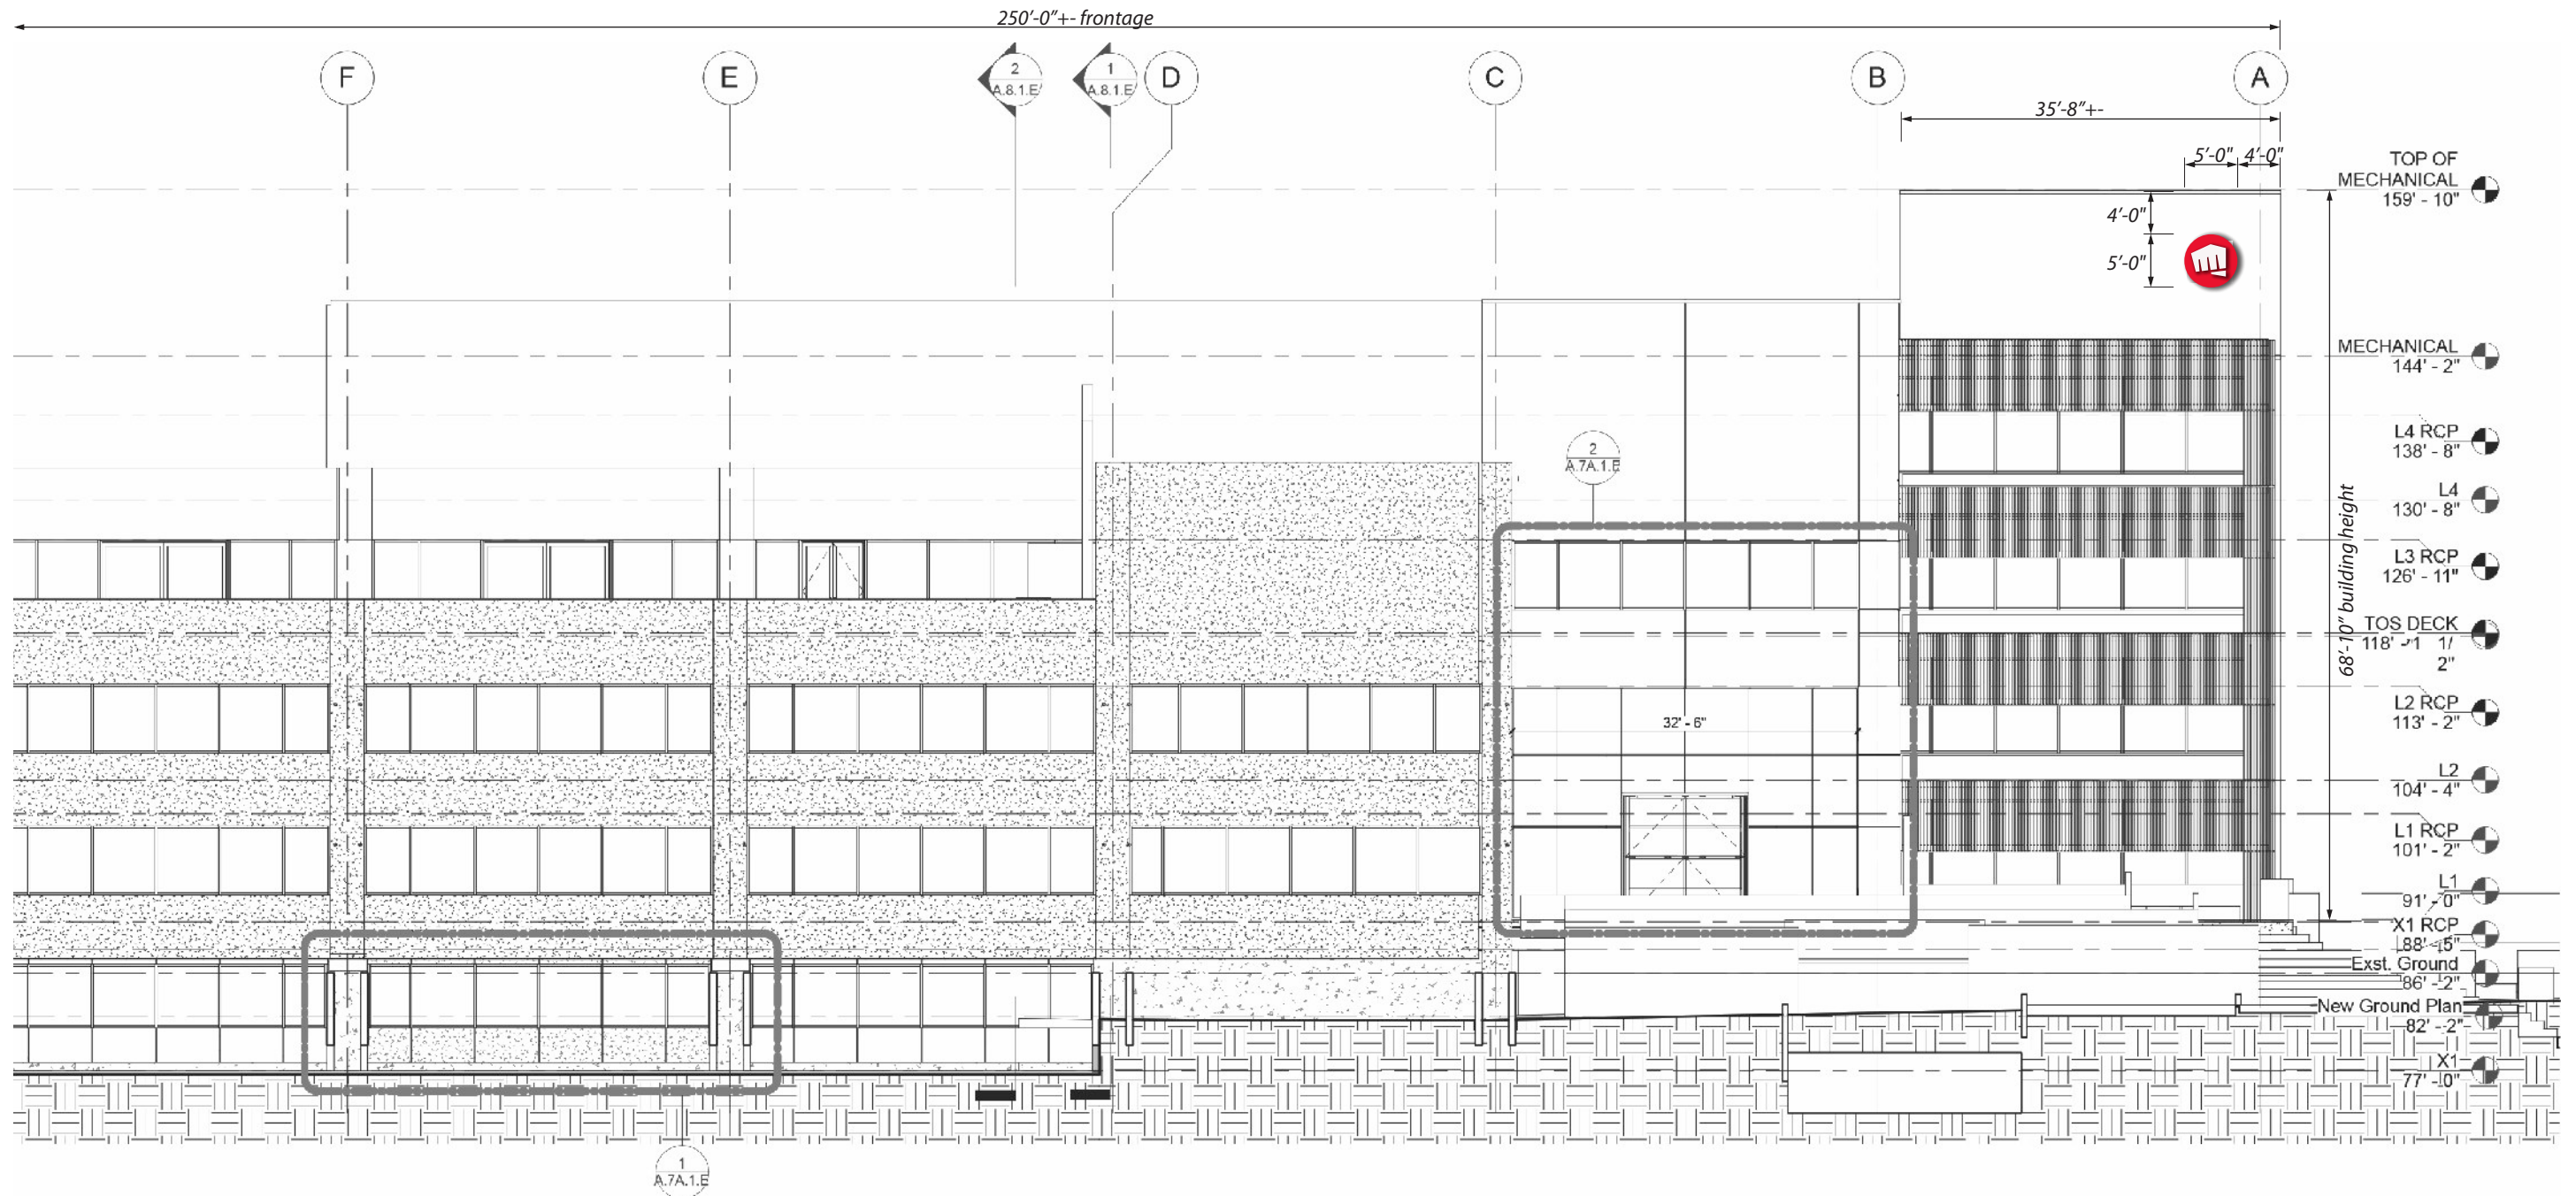 250'-0"+- frontage
F
E
2
A.8.1.E
1
A.8.1.E
D
C
B
A
35'-8"+-
5'-0" 4'-0"
TOP OF
MECHANICAL
159' - 10"
4'-0"
5'-0"
MECHANICAL
144' - 2"
L4 RCP
138' - 8"
2
A.7A.1.E
L4
130' - 8"
68'-10" building height
L3 RCP
126' - 11"
TOS DECK
118' - 1 1/
2"
32' - 6"
L2 RCP
113' - 2"
L2
104' - 4"
L1 RCP
101' - 2"
L1
91' - 0"
X1 RCP
88' - 5"
Exst. Ground
86' - 2"
New Ground Plan
82' - 2"
X1
77' - 0"
1
A.7A.1.E